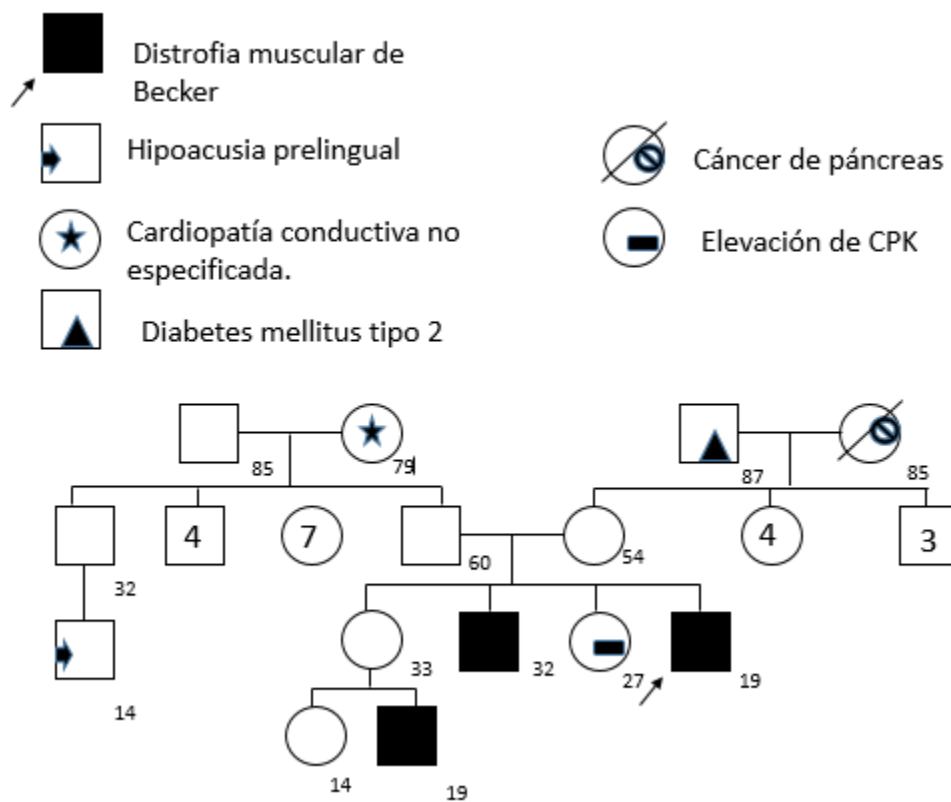 Distrofia muscular de
Becker
Hipoacusia prelingual
Cáncer de páncreas
Cardiopatía conductiva no
especificada.
Elevación de CPK
Diabetes mellitus tipo 2
85
79
87
85
4
7
4
3
32
60
54
14
33
32
27
19
14
19